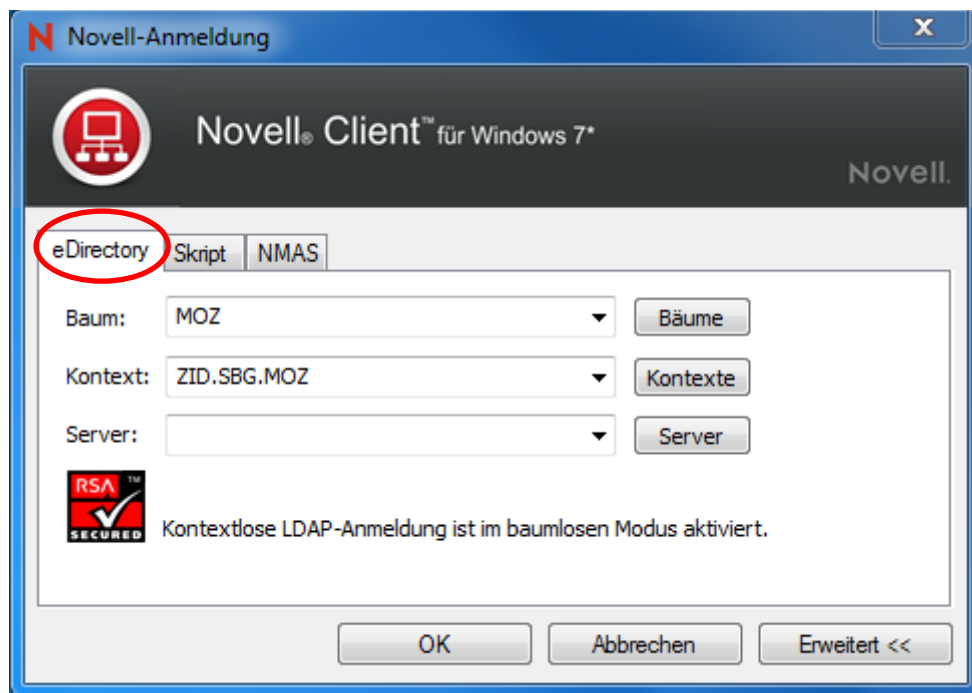 Novell-Anmeldung
Novell® Client™ für Windows 7*
Novell.
eDirectory Skript NMAS
Baum: MOZ Bäume
Kontext: ZID.SBG.MOZ Kontexte
Server: Server
RSA ™
SECURED
Kontextlose LDAP-Anmeldung ist im baumlosen Modus aktiviert.
OK Abbrechen Erweitert <<